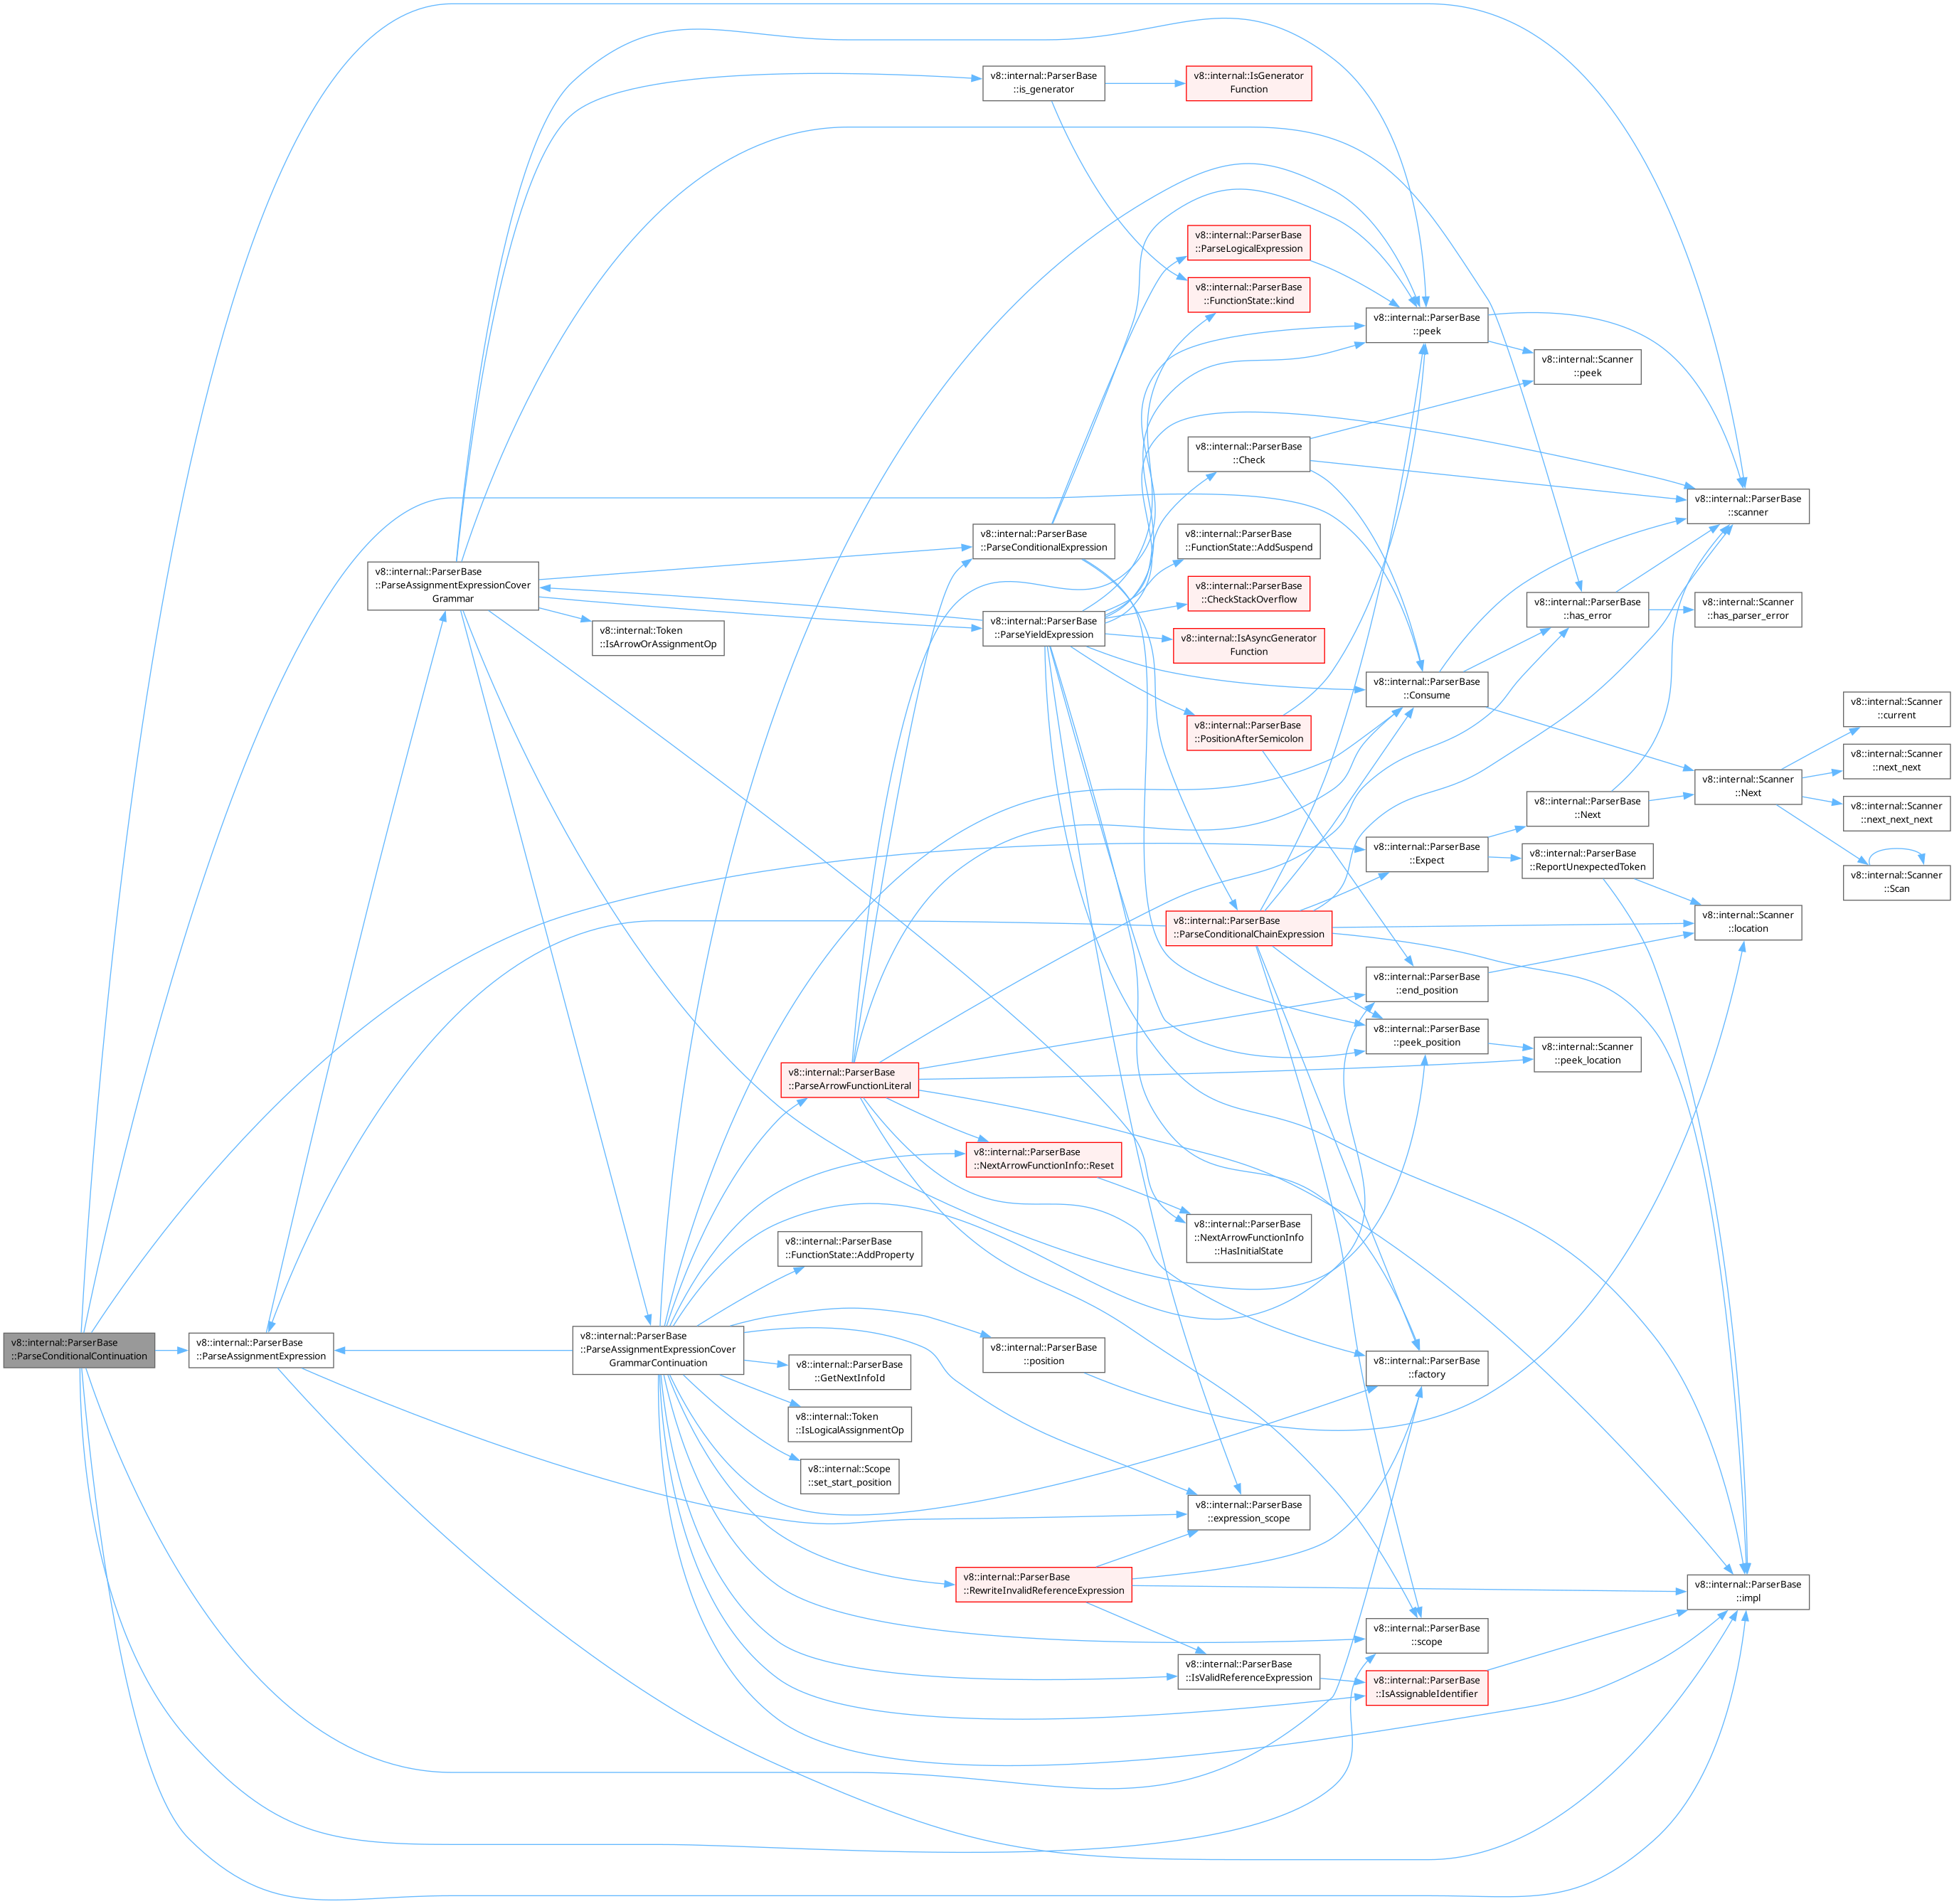 v8::internal::ParserBase
::ParseConditionalContinuation
v8::internal::ParserBase
::ParseAssignmentExpression
v8::internal::ParserBase
::ParseAssignmentExpressionCover
Grammar
v8::internal::Token
::IsArrowOrAssignmentOp
v8::internal::ParserBase
::ParseAssignmentExpressionCover
GrammarContinuation
v8::internal::ParserBase
::ParseArrowFunctionLiteral
v8::internal::ParserBase
::FunctionState::AddProperty
v8::internal::ParserBase
::GetNextInfoId
v8::internal::Token
::IsLogicalAssignmentOp
v8::internal::Scope
::set_start_position
v8::internal::ParserBase
::is_generator
v8::internal::ParserBase
::ParseConditionalExpression
v8::internal::ParserBase
::ParseYieldExpression
v8::internal::ParserBase
::NextArrowFunctionInfo::Reset
v8::internal::ParserBase
::position
v8::internal::ParserBase
::RewriteInvalidReferenceExpression
v8::internal::IsGenerator
Function
v8::internal::ParserBase
::ParseLogicalExpression
v8::internal::ParserBase
::FunctionState::kind
v8::internal::ParserBase
::Check
v8::internal::ParserBase
::FunctionState::AddSuspend
v8::internal::ParserBase
::CheckStackOverflow
v8::internal::IsAsyncGenerator
Function
v8::internal::ParserBase
::PositionAfterSemicolon
v8::internal::ParserBase
::ParseConditionalChainExpression
v8::internal::ParserBase
::NextArrowFunctionInfo
::HasInitialState
v8::internal::ParserBase
::expression_scope
v8::internal::ParserBase
::IsValidReferenceExpression
v8::internal::ParserBase
::peek
v8::internal::ParserBase
::Consume
v8::internal::ParserBase
::Expect
v8::internal::ParserBase
::end_position
v8::internal::ParserBase
::peek_position
v8::internal::ParserBase
::factory
v8::internal::ParserBase
::scope
v8::internal::ParserBase
::IsAssignableIdentifier
v8::internal::Scanner
::peek
v8::internal::ParserBase
::has_error
v8::internal::ParserBase
::Next
v8::internal::ParserBase
::ReportUnexpectedToken
v8::internal::Scanner
::peek_location
v8::internal::ParserBase
::scanner
v8::internal::Scanner
::has_parser_error
v8::internal::Scanner
::Next
v8::internal::Scanner
::location
v8::internal::ParserBase
::impl
v8::internal::Scanner
::current
v8::internal::Scanner
::next_next
v8::internal::Scanner
::next_next_next
v8::internal::Scanner
::Scan